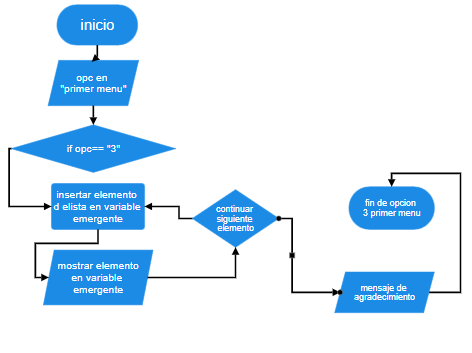 inicio
opc en
"primer menu"
if opc== "3"
insertar elemento
d elista en variable
emergente
mostrar elemento
en variable
emergente
continuar
siguiente
elemento
fin de opcion
3 primer menu
mensaje de
agradecimiento